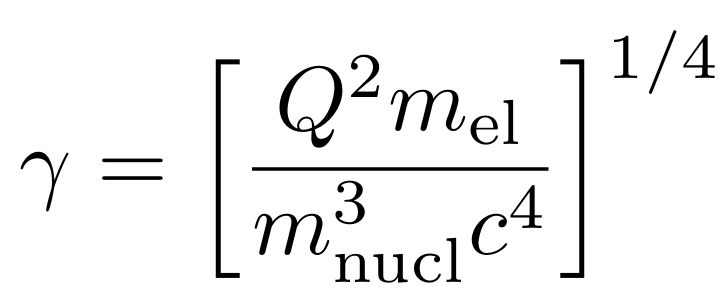 γ = [Q²m_el / m³_nucl c⁴]^1/4